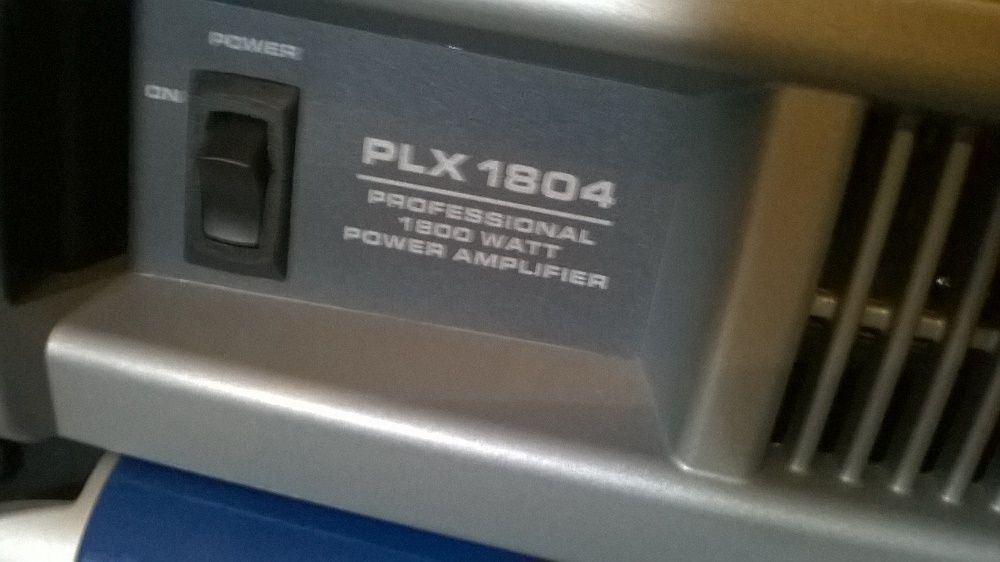 POWER
ON
PLX 1804
PROFESSIONAL
1800 WATT
POWER AMPLIFIER